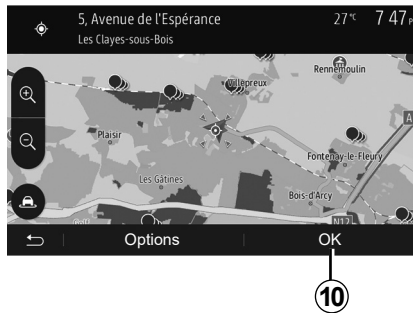 5, Avenue de l'Espérance
Les Clayes-sous-Bois
27 °C 7 47
Rennemoulin
Villepreux
Plaisir
Fontenay-le-Fleury
Les Gâtines
Bois-d'Arcy
N12
A
Options
OK
10